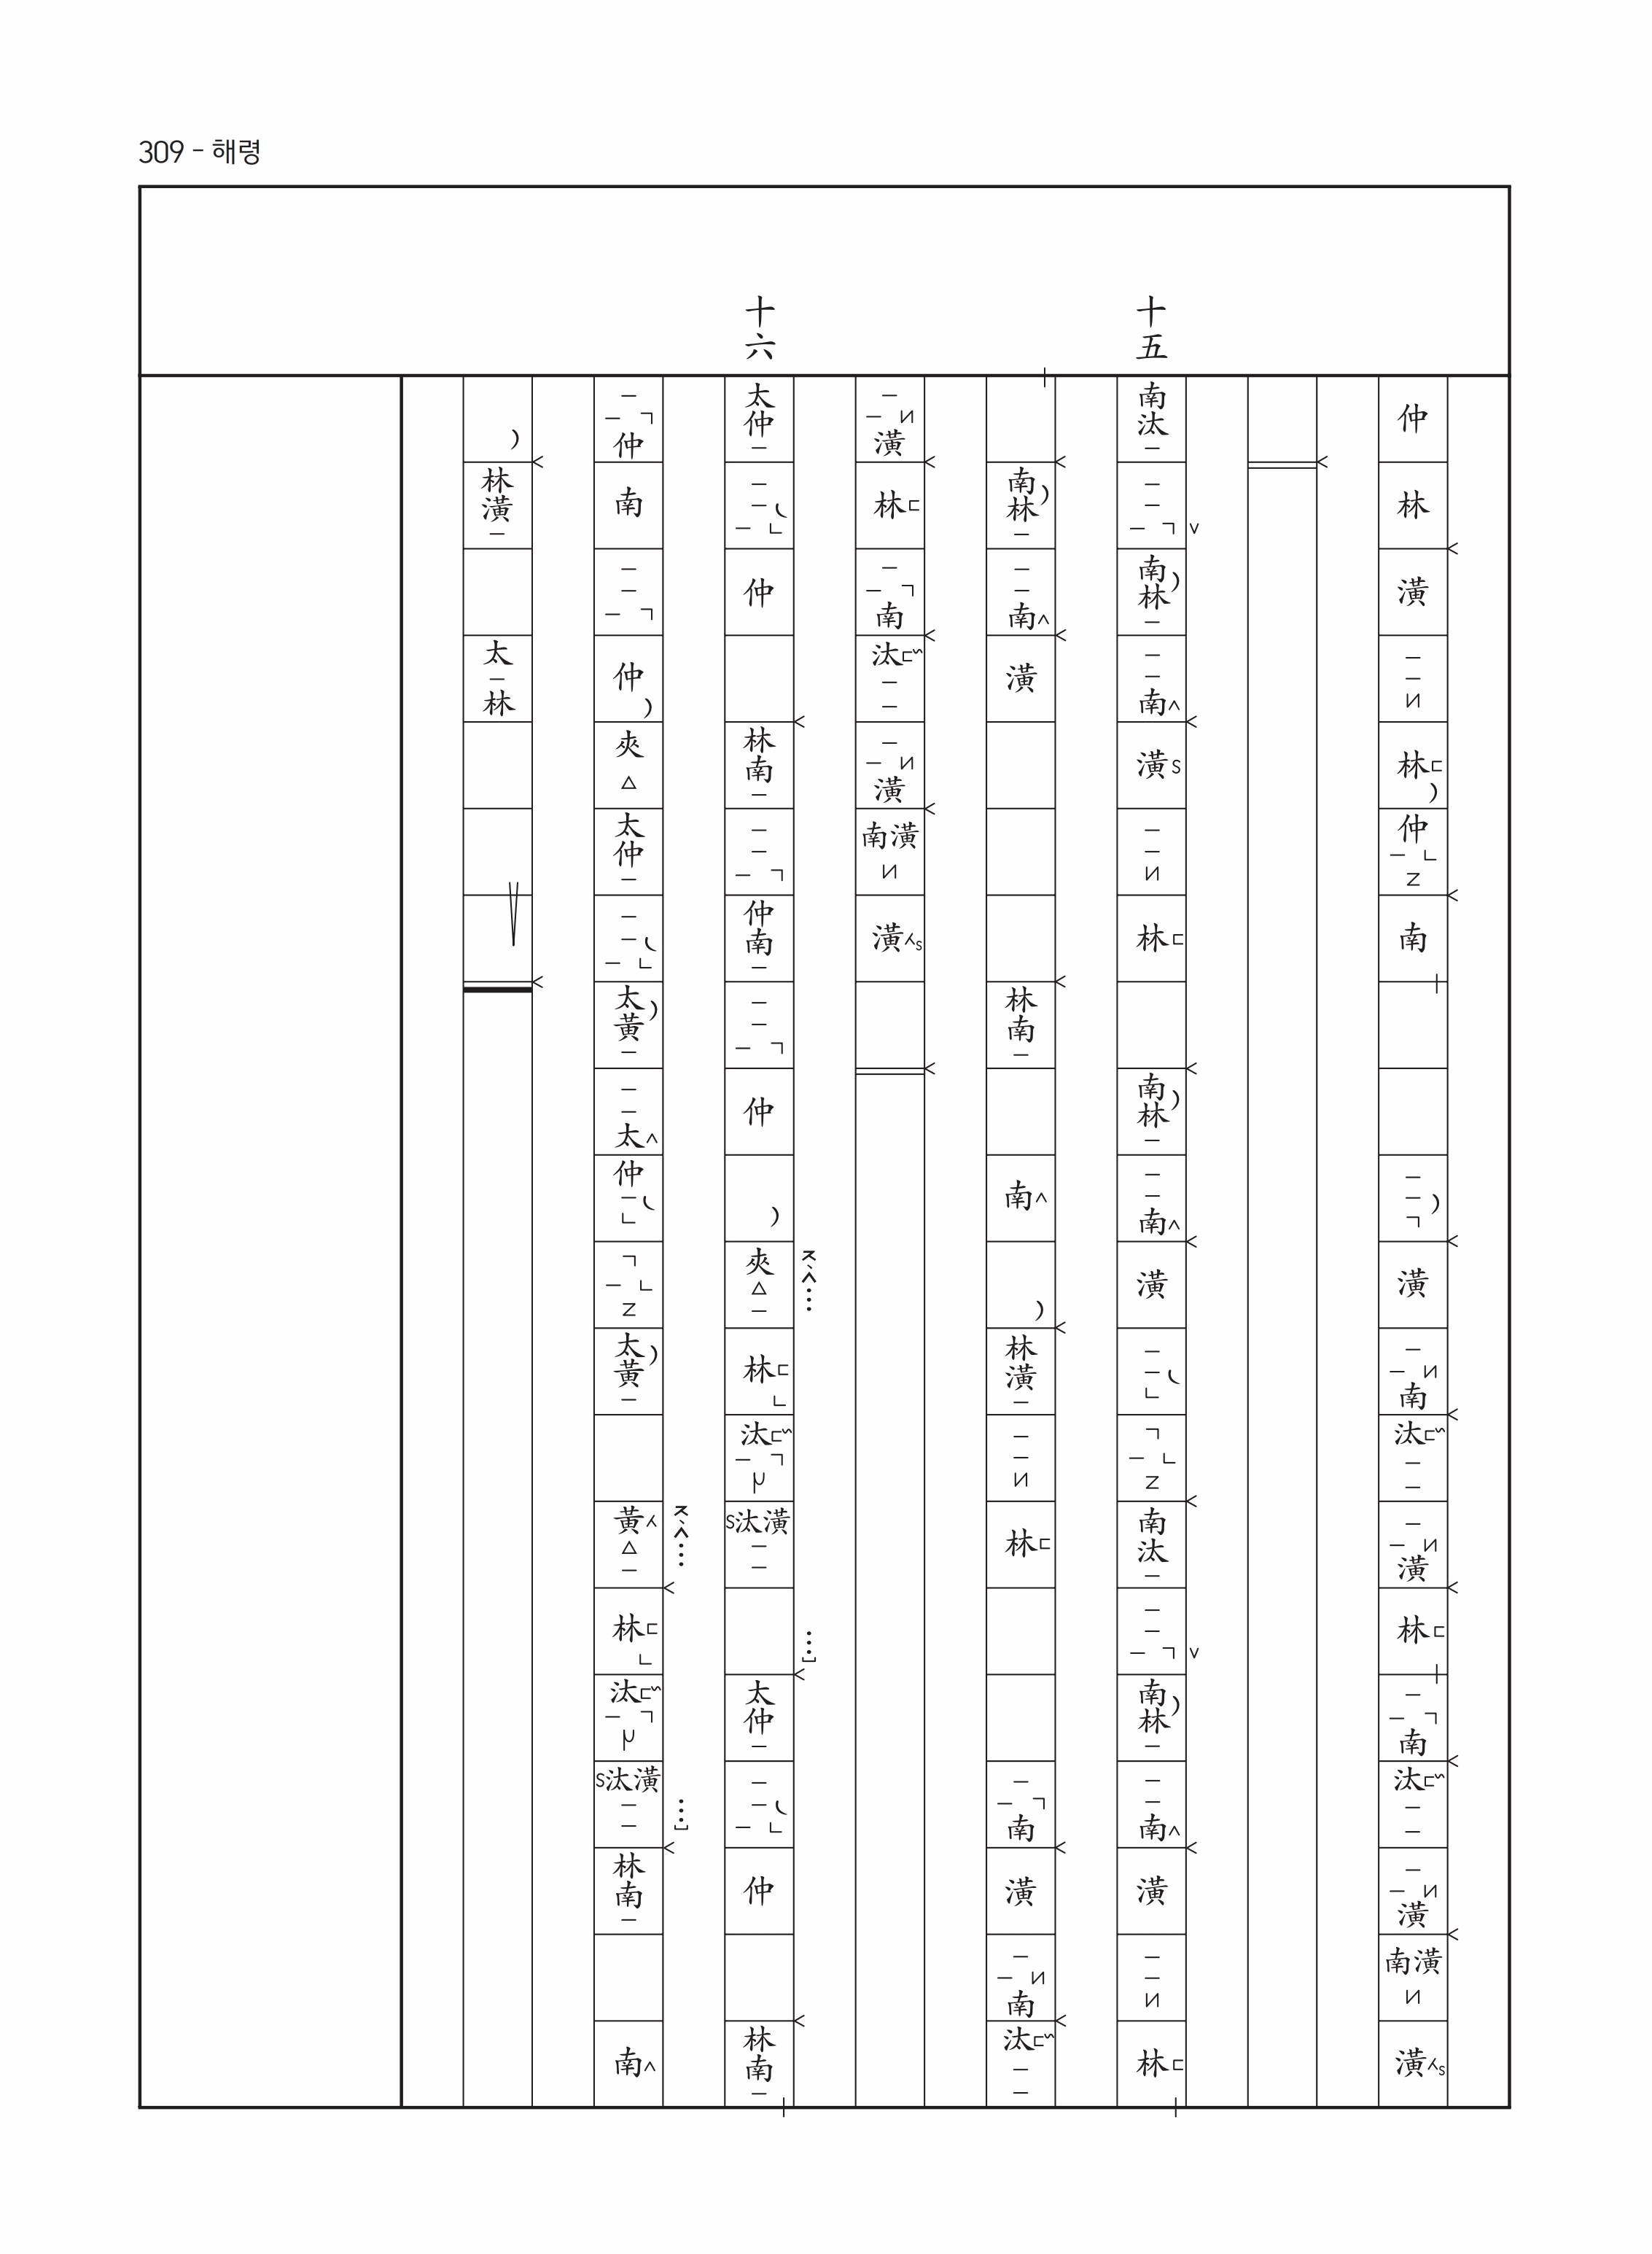 309 - 해령
仲 林 潢 林 仲 南 潢 南 汰 潢 林 南 汰 潢 南潢 潢
十五
南汰 南林 南 潢 林 南林 南 潢 南汰 南林 南 潢 林
南林 南 潢 林南 南 林潢 林 南 潢 南 汰
潢 林 南 汰 潢 南潢 潢
十六
太仲 仲 林南 仲南 仲 夾 林 汰 汰潢 太仲 仲 林南
仲 南 仲 夾 太仲 太黃 太 仲 太黃 黃 林 汰 汰潢 林南 南
林潢 太林